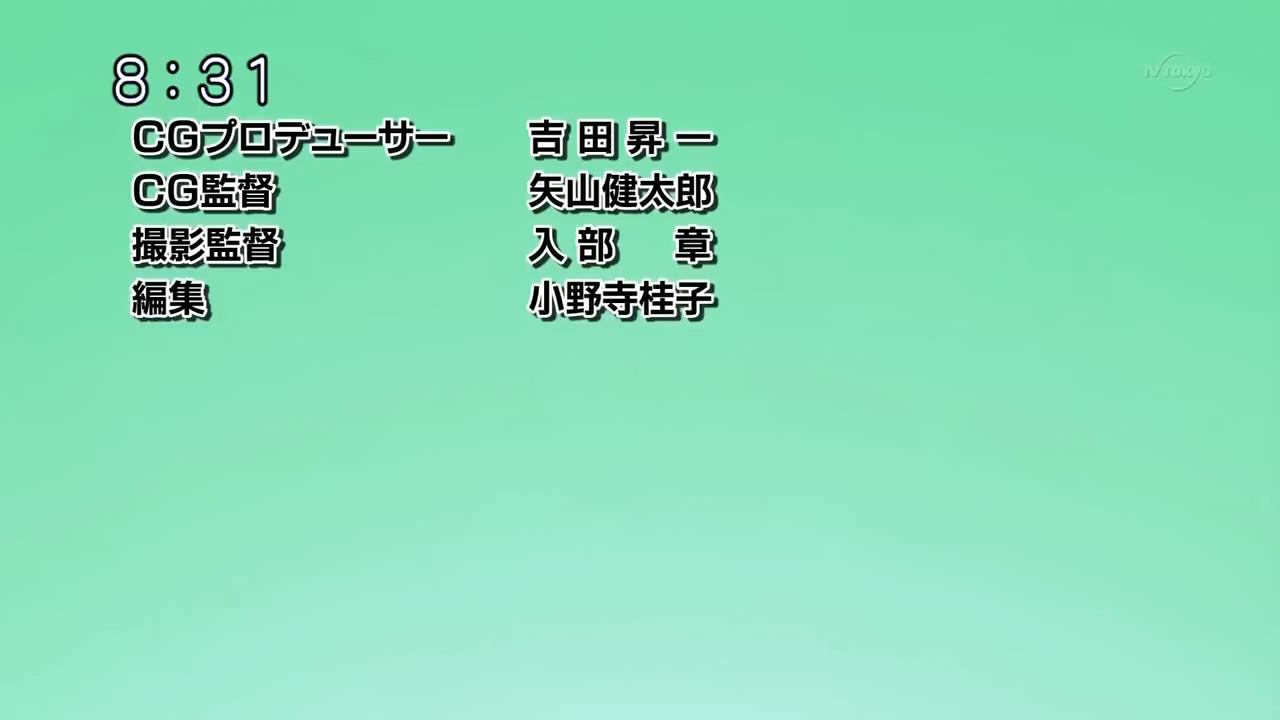 8:31
TV TOKYO
CGプロデューサー 吉田昇一
CG監督 矢山健太郎
撮影監督 入部 章
編集 小野寺桂子